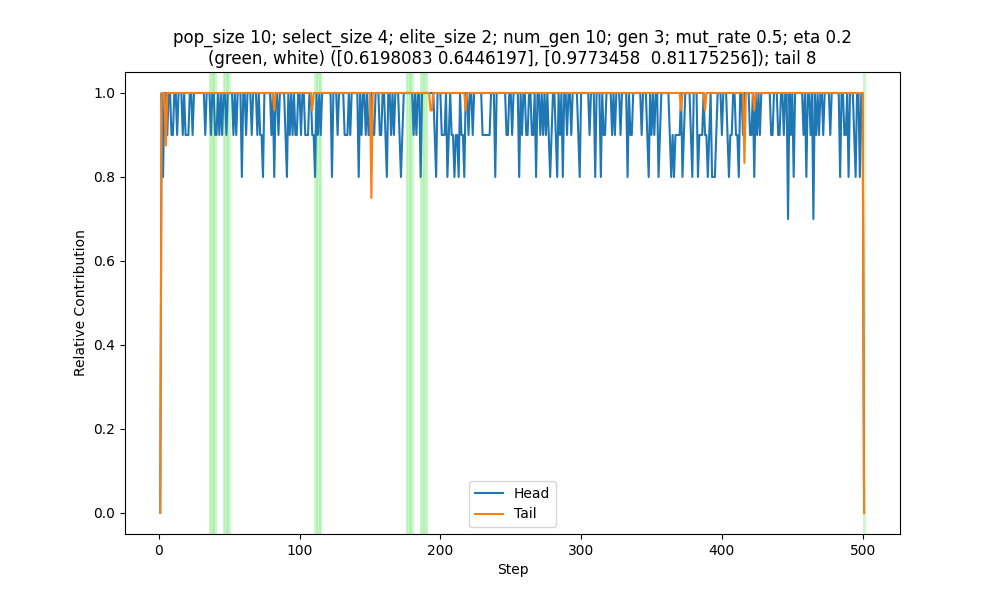 pop_size 10; select_size 4; elite_size 2; num_gen 10; gen 3; mut_rate 0.5; eta 0.2
(green, white) ([0.6198083 0.6446197], [0.9773458  0.81175256]); tail 8
1.0
0.8
0.6
0.4
0.2
0.0
Relative Contribution
Head
Tail
0 100 200 300 400 500
Step